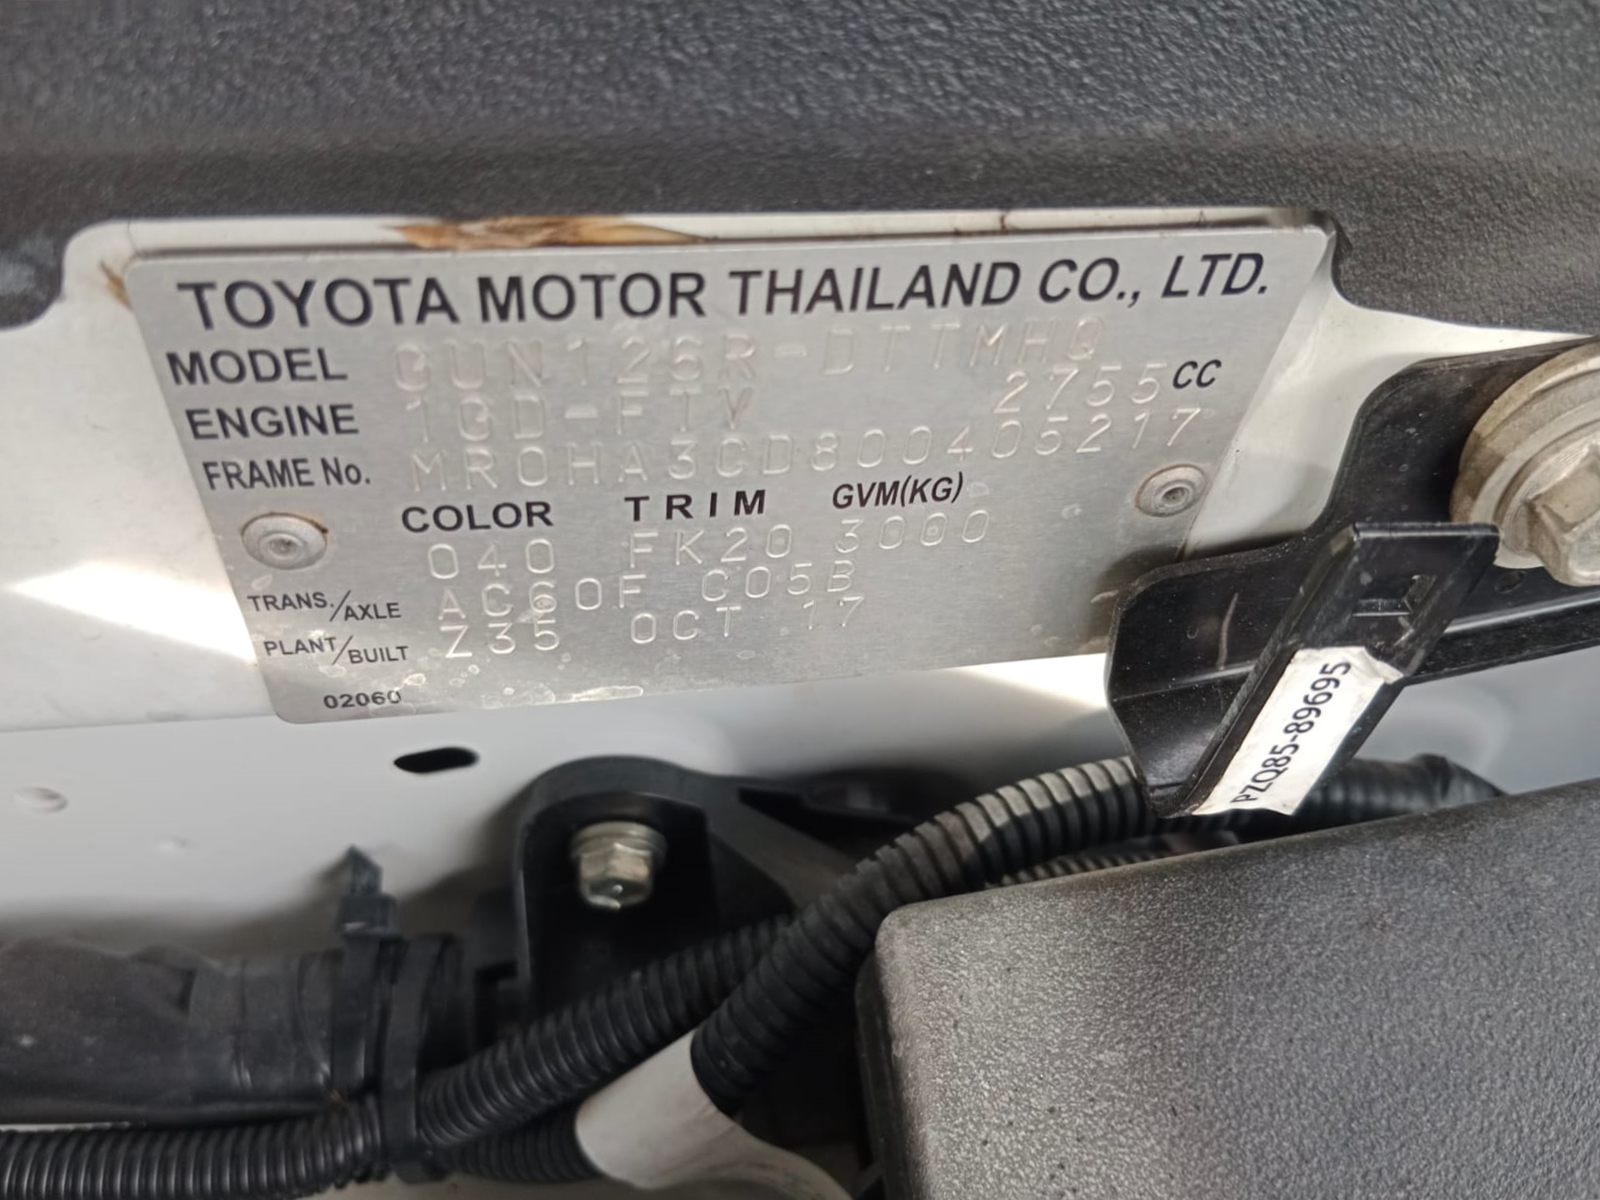 TOYOTA MOTOR THAILAND CO., LTD.
MODEL GUN126R-DTTMHQ
ENGINE 1GD-FTV 2755 CC
FRAME No. MR0HA3CD800405217
COLOR TRIM GVM(KG)
040 FK20 3000
TRANS./AXLE AC60F C05B
PLANT/BUILT Z35 OCT 17
02060
PZQ85-89695